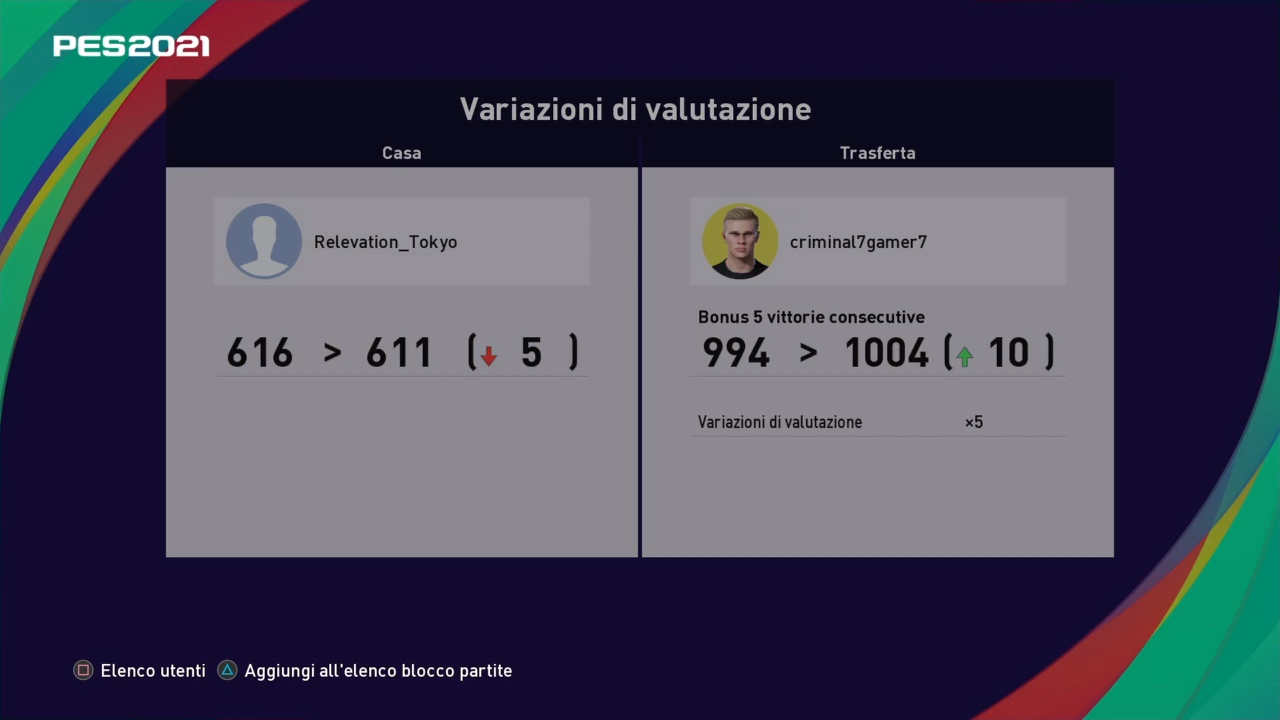 PES2021
Variazioni di valutazione
Casa
Trasferta
Relevation_Tokyo
criminal7gamer7
Bonus 5 vittorie consecutive
616 > 611 (↓ 5 )
994 > 1004 (↑ 10 )
Variazioni di valutazione ×5
Elenco utenti
Aggiungi all'elenco blocco partite